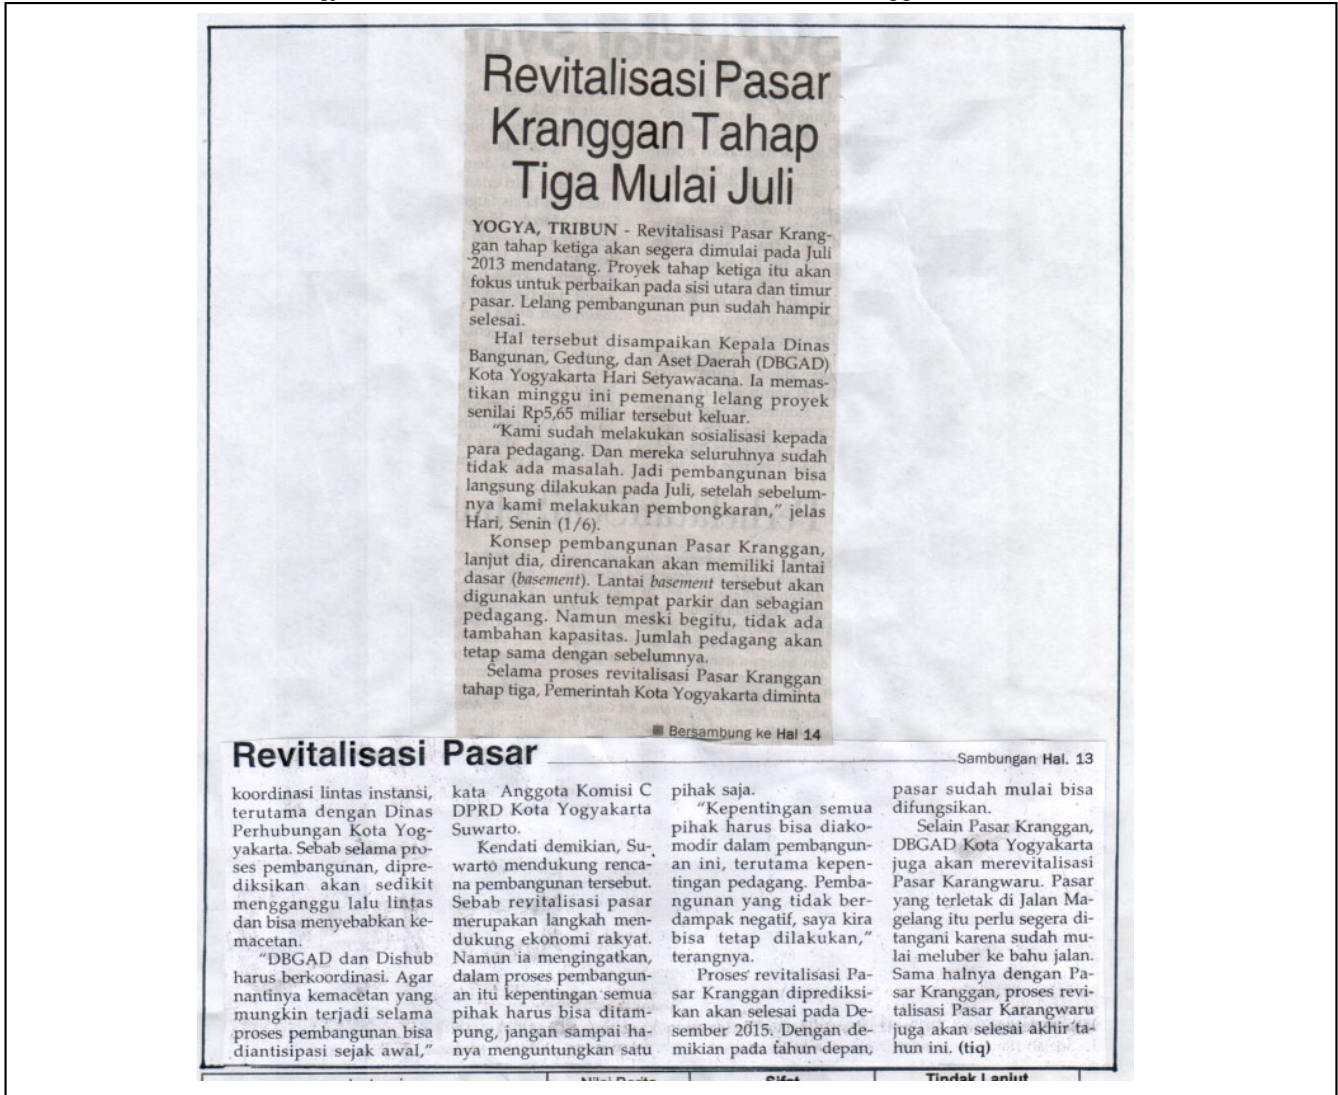 Revitalisasi Pasar
Kranggan Tahap
Tiga Mulai Juli
YOGYA, TRIBUN - Revitalisasi Pasar Krang-
gan tahap ketiga akan segera dimulai pada Juli
2013 mendatang. Proyek tahap ketiga itu akan
fokus untuk perbaikan pada sisi utara dan timur
pasar. Lelang pembangunan pun sudah hampir
selesai.
Hal tersebut disampaikan Kepala Dinas
Bangunan, Gedung, dan Aset Daerah (DBGAD)
Kota Yogyakarta Hari Setyawacana. Ia memas-
tikan minggu ini pemenang lelang proyek
senilai Rp5,65 miliar tersebut keluar.
"Kami sudah melakukan sosialisasi kepada
para pedagang. Dan mereka seluruhnya sudah
tidak ada masalah. Jadi pembangunan bisa
langsung dilakukan pada Juli, setelah sebelum-
nya kami melakukan pembongkaran," jelas
Hari, Senin (1/6).
Konsep pembangunan Pasar Kranggan,
lanjut dia, direncanakan akan memiliki lantai
dasar (basement). Lantai basement tersebut akan
digunakan untuk tempat parkir dan sebagian
pedagang. Namun meski begitu, tidak ada
tambahan kapasitas. Jumlah pedagang akan
tetap sama dengan sebelumnya.
Selama proses revitalisasi Pasar Kranggan
tahap tiga, Pemerintah Kota Yogyakarta diminta
■ Bersambung ke Hal 14
Revitalisasi Pasar
Sambungan Hal. 13
koordinasi lintas instansi,
terutama dengan Dinas
Perhubungan Kota Yog-
yakarta. Sebab selama pro-
ses pembangunan, dipre-
diksikan akan sedikit
mengganggu lalu lintas
dan bisa menyebabkan ke-
macetan.
"DBGAD dan Dishub
harus berkoordinasi. Agar
nantinya kemacetan yang
mungkin terjadi selama
proses pembangunan bisa
diantisipasi sejak awal,"
kata Anggota Komisi C
DPRD Kota Yogyakarta
Suwarto.
Kendati demikian, Su-
warto mendukung renca-
na pembangunan tersebut.
Sebab revitalisasi pasar
merupakan langkah men-
dukung ekonomi rakyat.
Namun ia mengingatkan,
dalam proses pembangun-
an itu kepentingan semua
pihak harus bisa ditam-
pung, jangan sampai ha-
nya menguntungkan satu
pihak saja.
"Kepentingan semua
pihak harus bisa diako-
modir dalam pembangun-
an ini, terutama kepen-
tingan pedagang. Pemba-
ngunan yang tidak ber-
dampak negatif, saya kira
bisa tetap dilakukan,"
terangnya.
Proses revitalisasi Pa-
sar Kranggan diprediksi-
kan akan selesai pada De-
sember 2015. Dengan de-
mikian pada tahun depan,
pasar sudah mulai bisa
difungsikan.
Selain Pasar Kranggan,
DBGAD Kota Yogyakarta
juga akan merevitalisasi
Pasar Karangwaru. Pasar
yang terletak di Jalan Ma-
gelang itu perlu segera di-
tangani karena sudah mu-
lai meluber ke bahu jalan.
Sama halnya dengan Pa-
sar Kranggan, proses revi-
talisasi Pasar Karangwaru
juga akan selesai akhir ta-
hun ini. (tiq)
Nilai Berita
Sifat
Tindak Lanjut